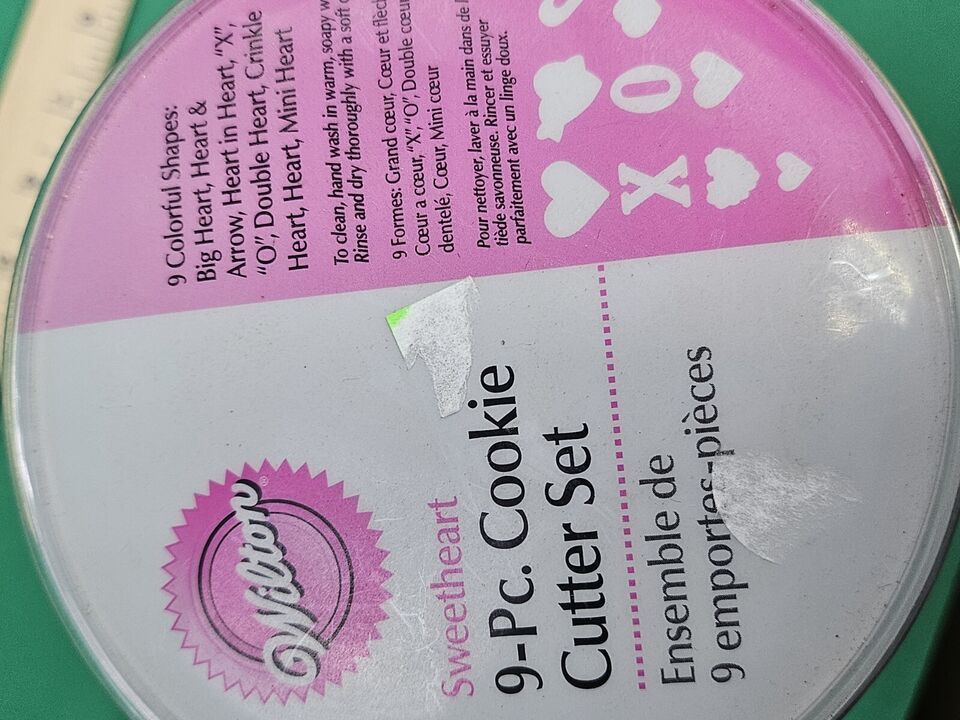 Wilton®
Sweetheart
9-Pc. Cookie
Cutter Set
Ensemble de
9 emportes-pièces
9 Colorful Shapes:
Big Heart, Heart &
Arrow, Heart in Heart, "X",
"O", Double Heart, Crinkle
Heart, Heart, Mini Heart
To clean, hand wash in warm, soapy
Rinse and dry thoroughly with a soft
9 Formes: Grand cœur, Cœur et
Cœur a cœur, "X", "O", Double cœur
dentelé, Cœur, Mini cœur
Pour nettoyer, laver à la main dans de
tiède savonneuse. Rincer et essuyer
parfaitement avec un linge doux.
O
X